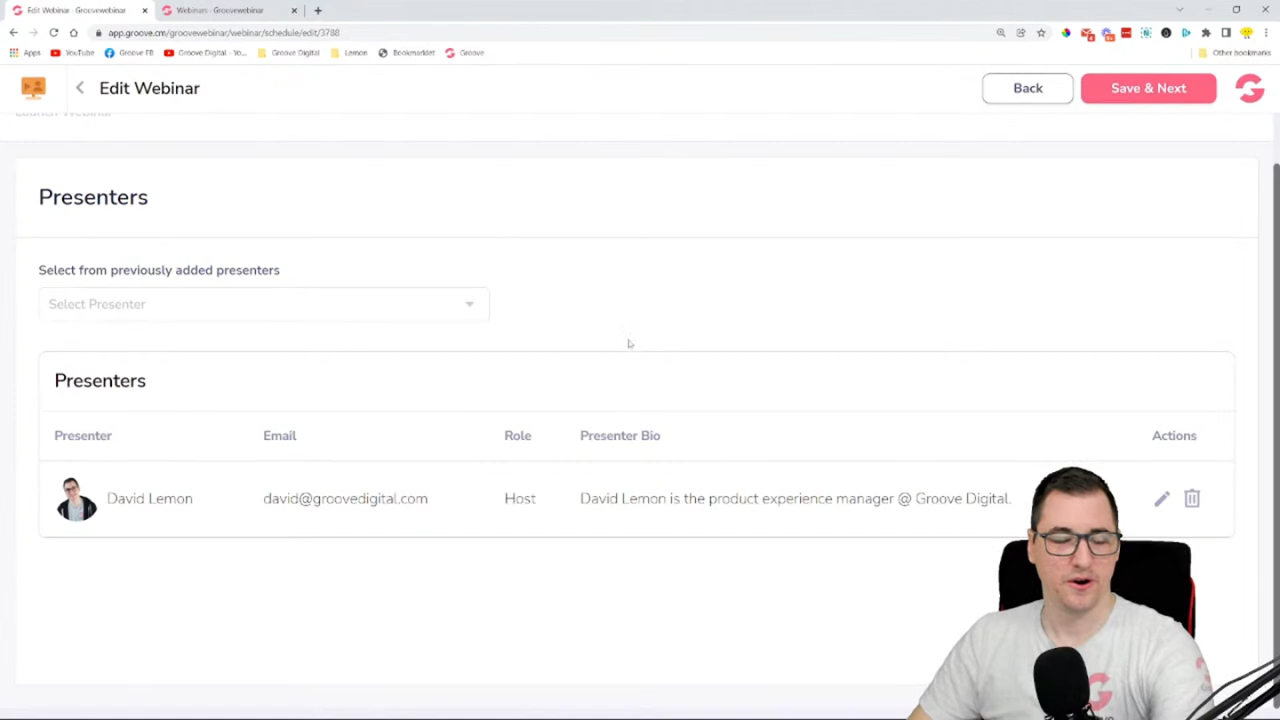 Edit Webinar - Groovewebinar
Webinars - Groovewebinar
app.groove.cm/groovewebinar/webinar/schedule/edit/3788
Apps YouTube Groove FB Groove Digital - Yo... Groove Digital Lemon Bookmarklet Groove Other bookmarks
Edit Webinar
Back
Save & Next
Launch Webinar
Presenters
Select from previously added presenters
Select Presenter
Presenters
Presenter Email Role Presenter Bio Actions
David Lemon david@groovedigital.com Host David Lemon is the product experience manager @ Groove Digital.